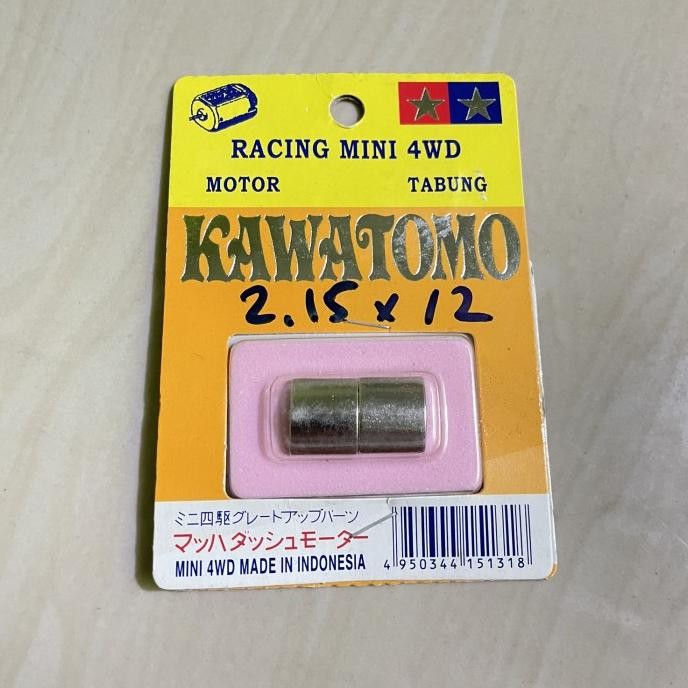 RACING MINI 4WD
MOTOR TABUNG
KAWATOMO
2.15 x 12
ミニ四駆グレートアップパーツ
マッハダッシュモーター
MINI 4WD MADE IN INDONESIA
4 950344 151318